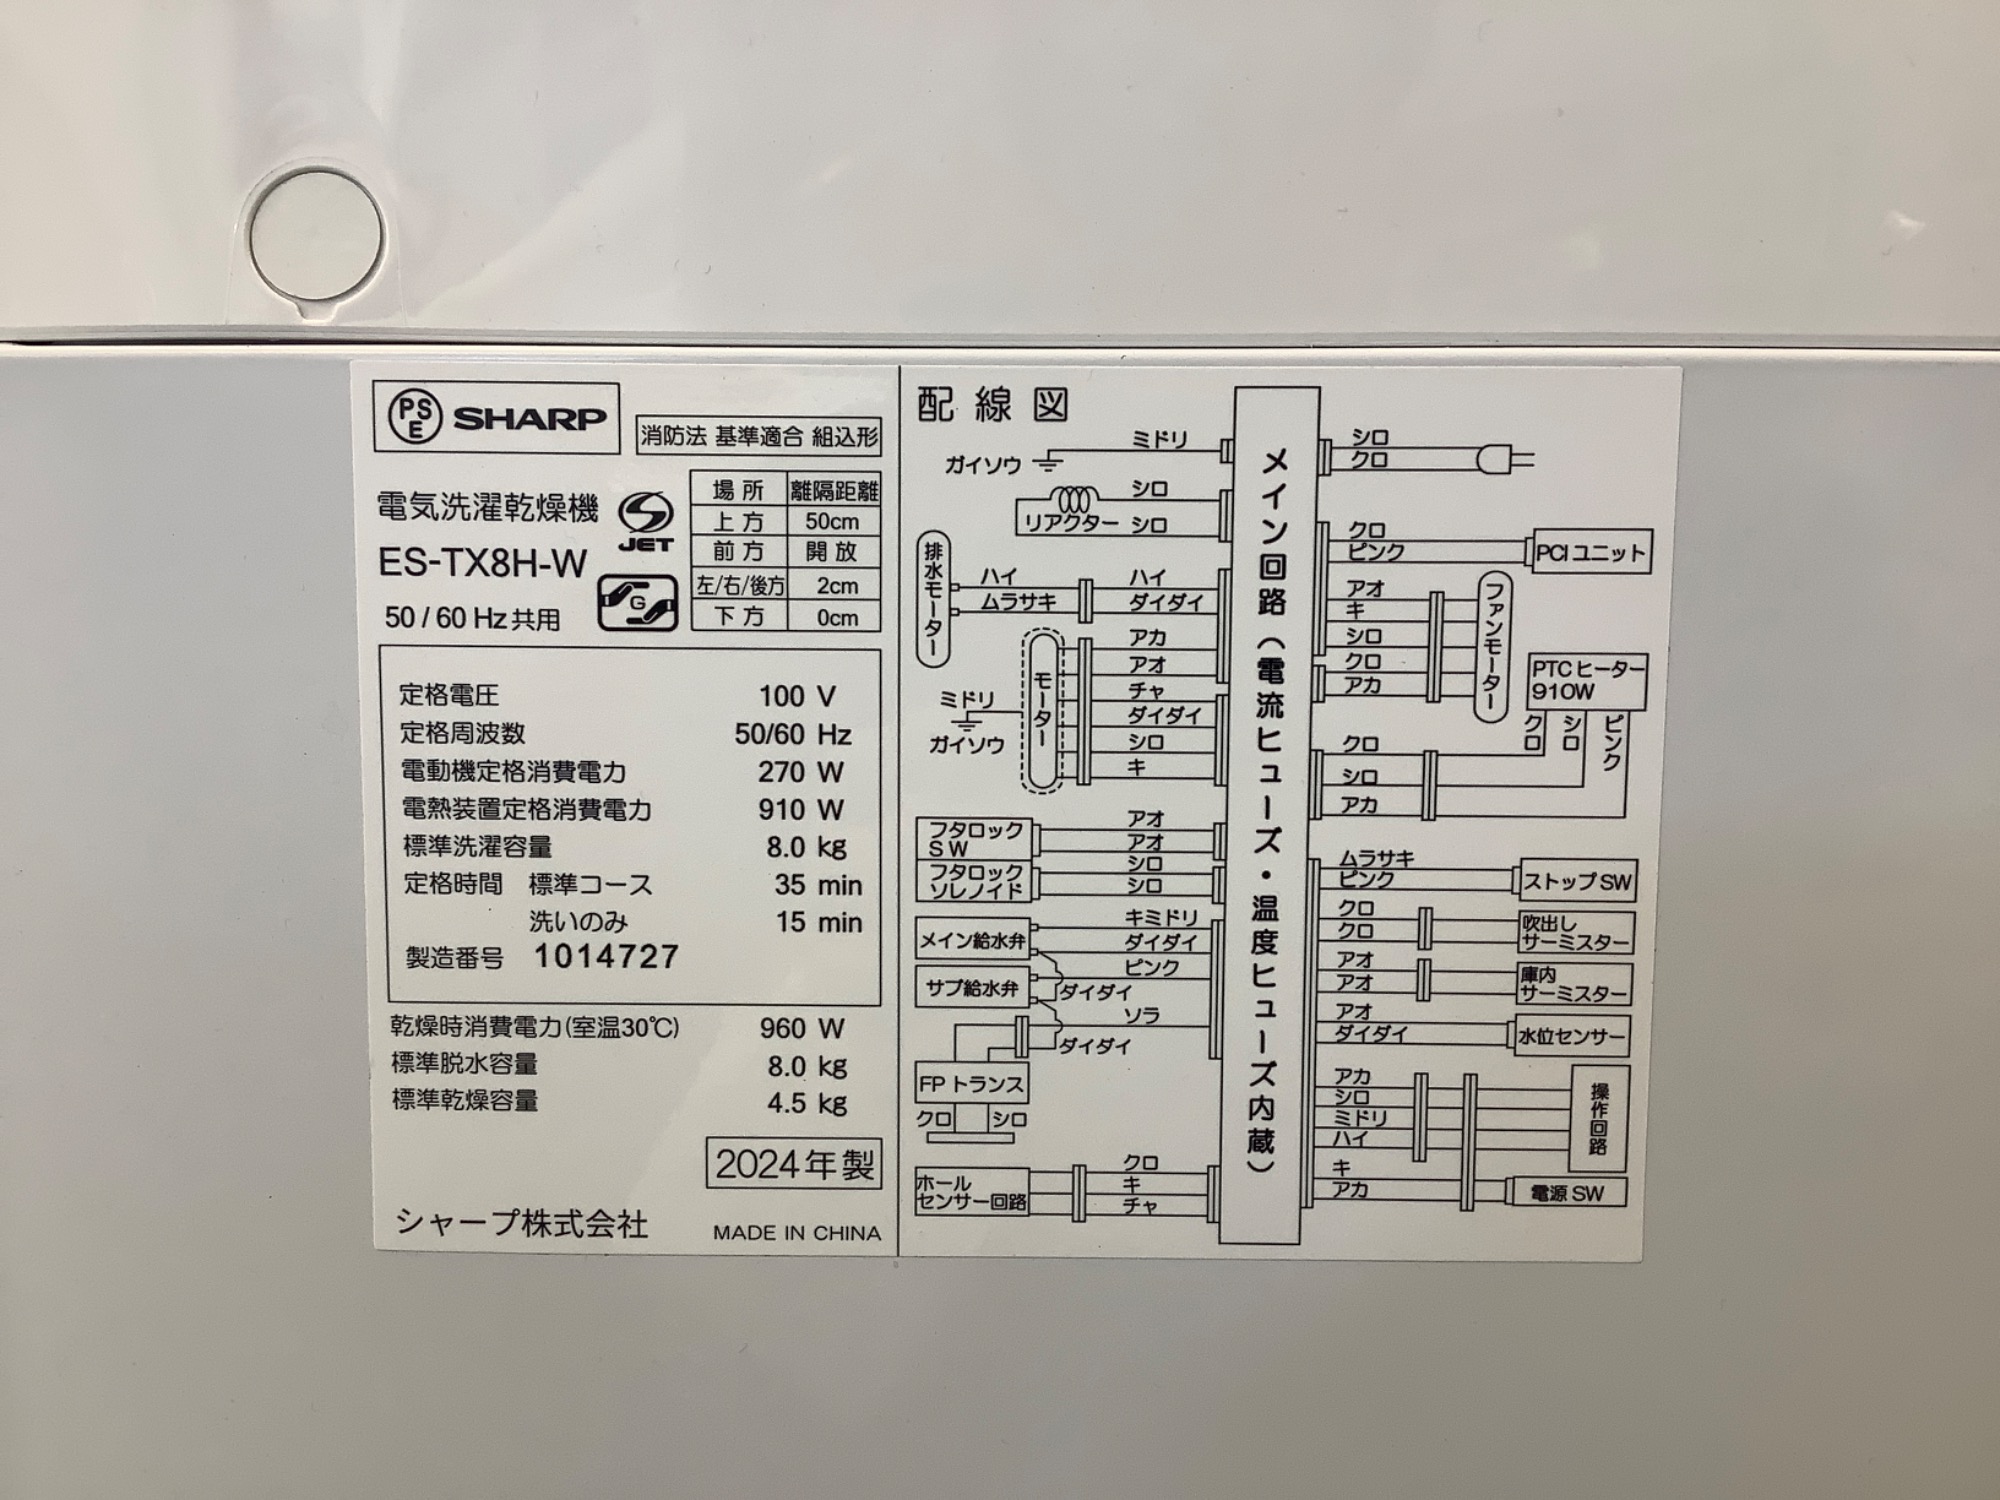 PSE SHARP
消防法 基準適合 組込形
電気洗濯乾燥機
ES-TX8H-W
50 / 60 Hz共用
S JET
G
場所 離隔距離
上方 50cm
前方 開放
左/右/後方 2cm
下方 0cm
定格電圧 100 V
定格周波数 50/60 Hz
電動機定格消費電力 270 W
電熱装置定格消費電力 910 W
標準洗濯容量 8.0 kg
定格時間 標準コース 35 min
洗いのみ 15 min
製造番号 1014727
乾燥時消費電力(室温30℃) 960 W
標準脱水容量 8.0 kg
標準乾燥容量 4.5 kg
2024年製
シャープ株式会社 MADE IN CHINA
配線図
ミドリ
ガイソウ
シロ
リアクター シロ
排水モーター
ハイ ハイ
ムラサキ ダイダイ
モーター
アカ
アオ
チャ
ダイダイ
シロ
キ
ミドリ
ガイソウ
フタロック
SW
アオ
アオ
フタロック
ソレノイド
シロ
シロ
メイン給水弁
キミドリ
ダイダイ
サブ給水弁
ピンク
ダイダイ
ソラ
ダイダイ
FPトランス
クロ シロ
ホール
センサー回路
クロ
キ
チャ
メイン回路(電流ヒューズ・温度ヒューズ内蔵)
シロ
クロ
クロ
ピンク
PCIユニット
アオ
キ
シロ
クロ
アカ
ファンモーター
PTCヒーター
910W
クロ シロ ピンク
クロ
シロ
アカ
ムラサキ
ピンク
ストップSW
クロ
クロ
吹出し
サーミスター
アオ
アオ
庫内
サーミスター
アオ
ダイダイ
水位センサー
アカ
シロ
ミドリ
ハイ
操作回路
キ
アカ
電源SW